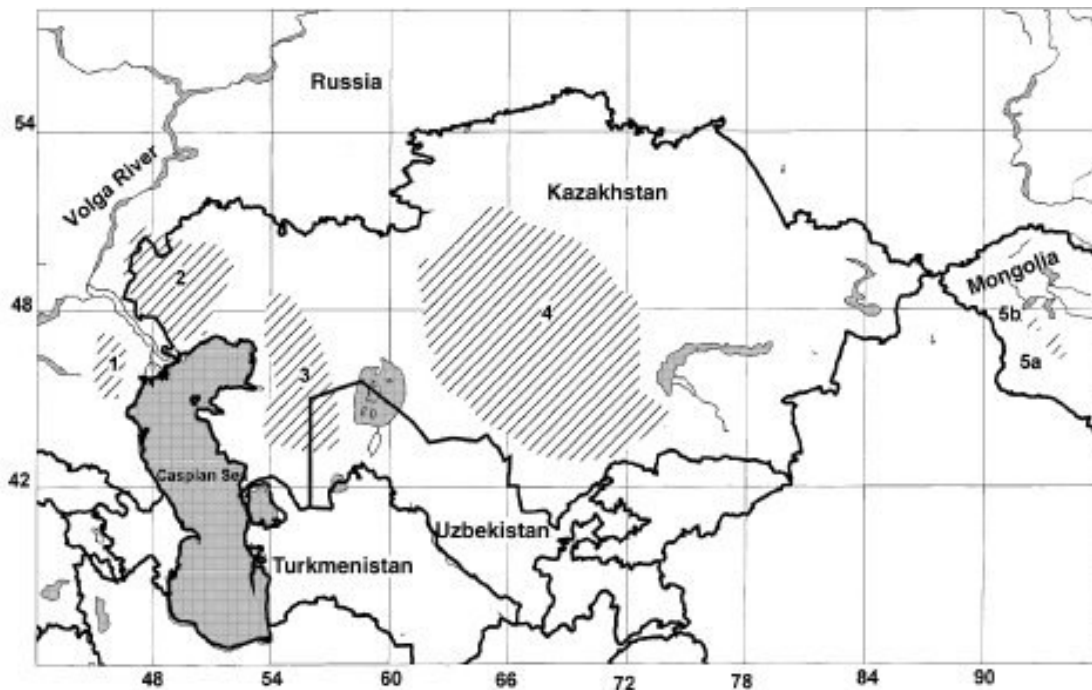 Russia
54
Volga River
Kazakhstan
2
Mongolia
48
4
5b
1
3
5a
42
Caspian Se
Uzbekistan
Turkmenistan
48
54
60
66
72
78
84
90